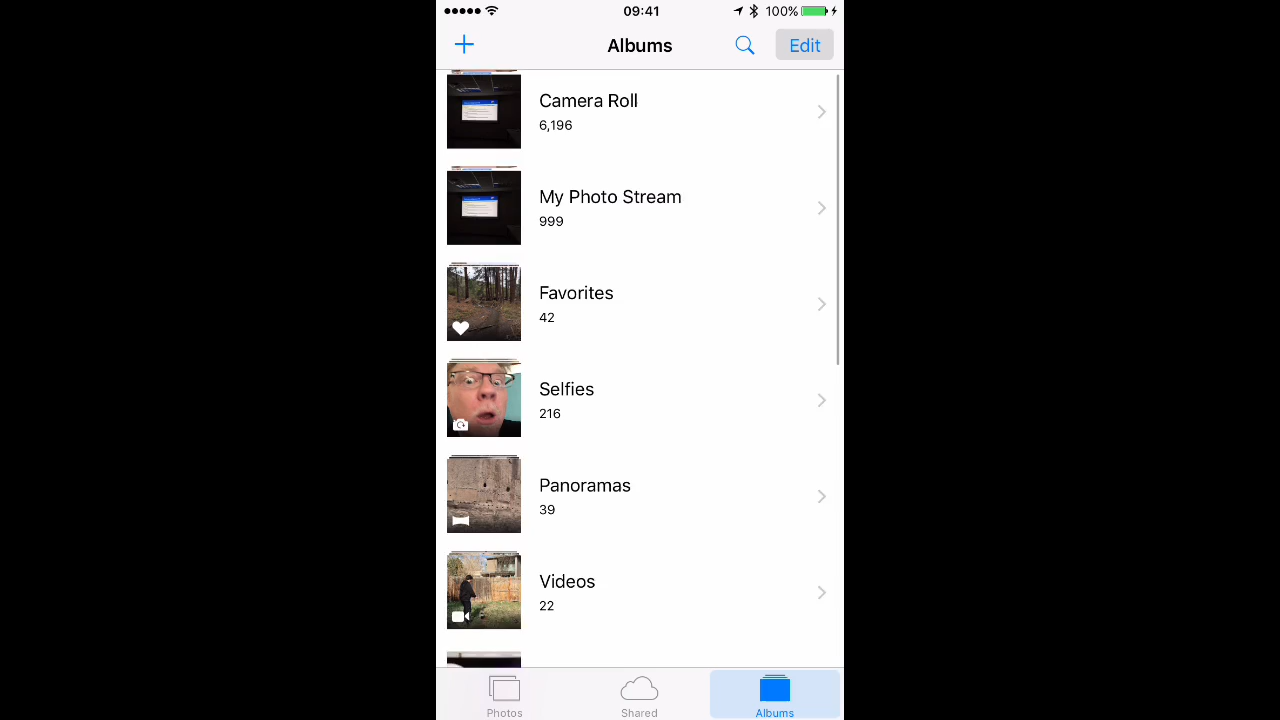 09:41
100%
Albums
Edit
Camera Roll
6,196
My Photo Stream
999
Favorites
42
Selfies
216
Panoramas
39
Videos
22
Photos
Shared
Albums